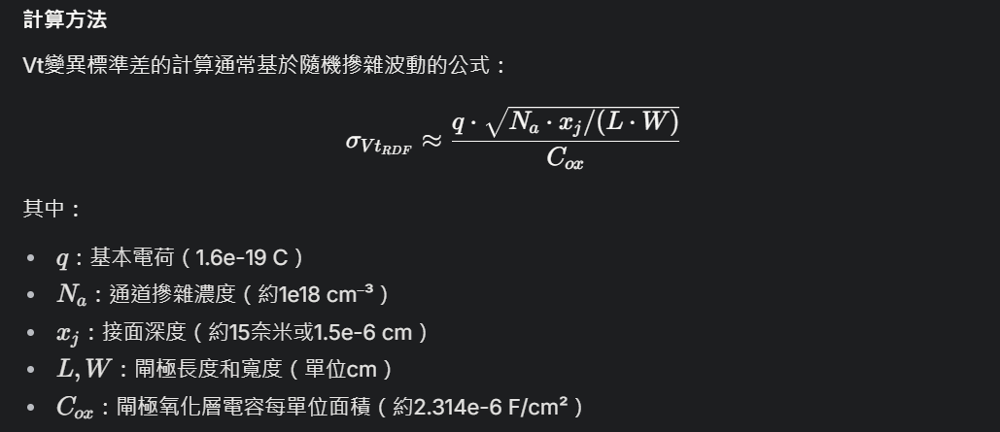 計算方法
Vt變異標準差的計算通常基於隨機摻雜波動的公式：
σ_{Vt_{RDF}} ≈ \frac{q · \sqrt{N_a · x_j/(L · W)}}{C_{ox}}
其中：
• q：基本電荷（1.6e-19 C）
• N_a：通道摻雜濃度（約1e18 cm⁻³）
• x_j：接面深度（約15奈米或1.5e-6 cm）
• L, W：閘極長度和寬度（單位cm）
• C_{ox}：閘極氧化層電容每單位面積（約2.314e-6 F/cm²）